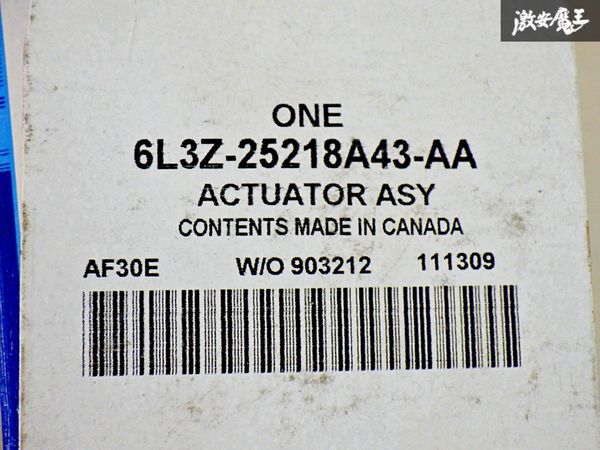 激安魔王
ONE
6L3Z-25218A43-AA
ACTUATOR ASY
CONTENTS MADE IN CANADA
AF30E W/O 903212 111309